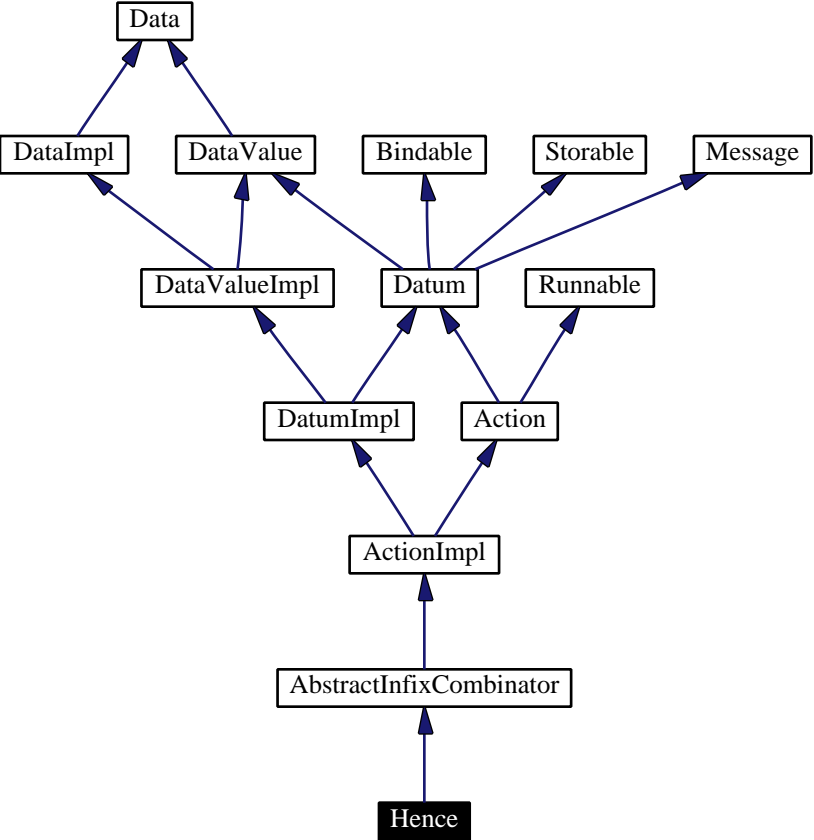 Data
DataImpl
DataValue
Bindable
Storable
Message
DataValueImpl
Datum
Runnable
DatumImpl
Action
ActionImpl
AbstractInfixCombinator
Hence